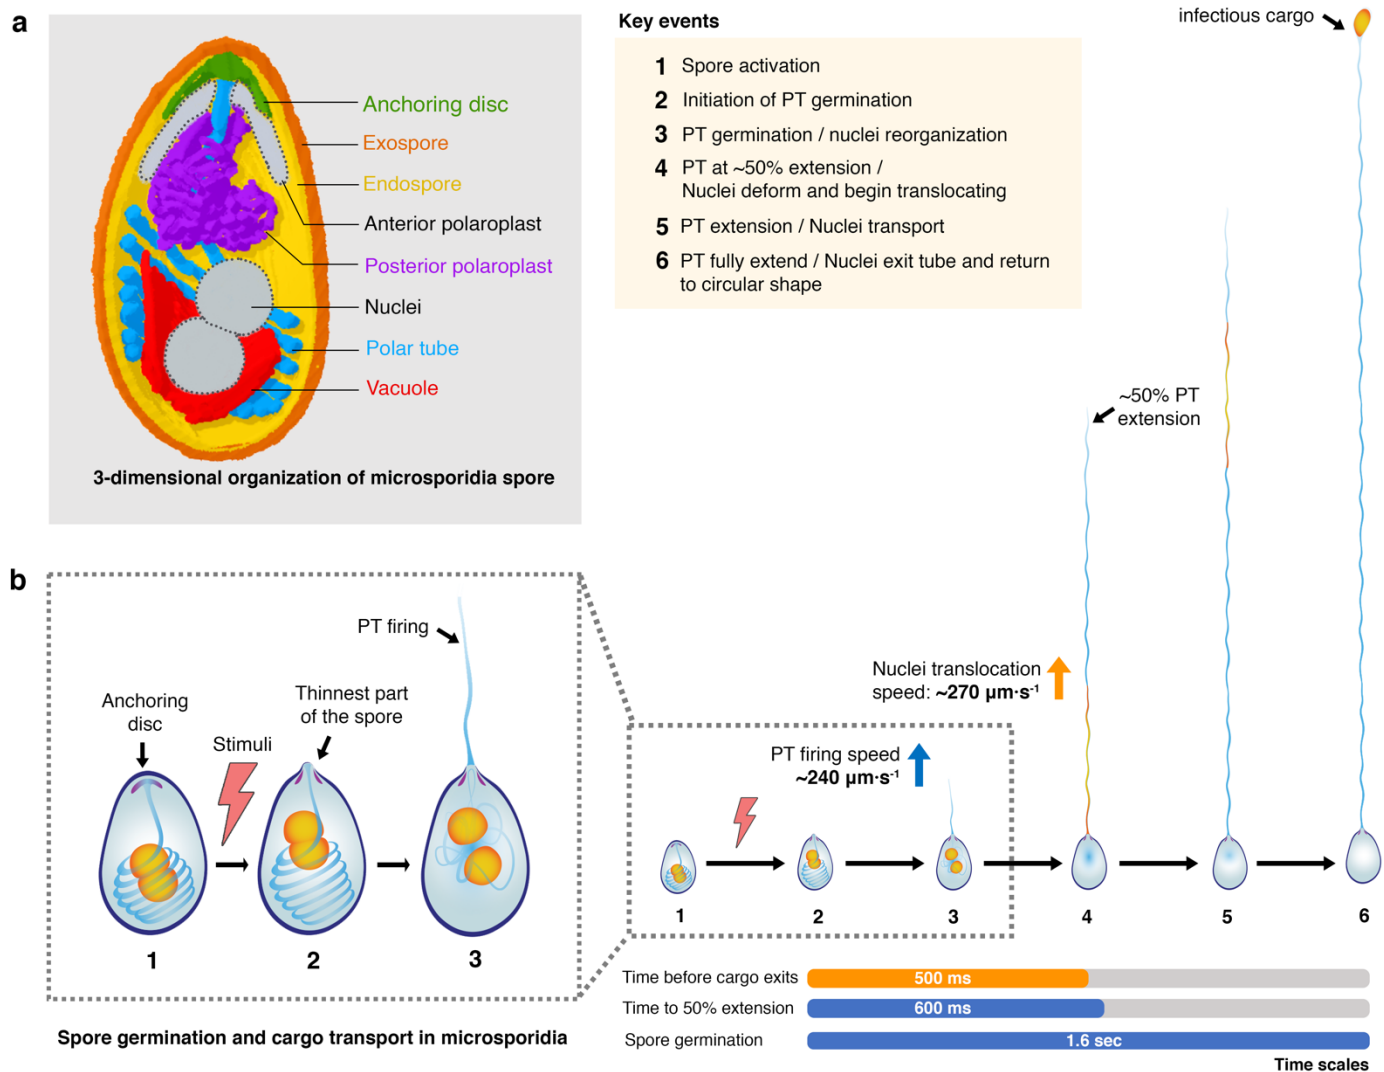 a
Anchoring disc
Exospore
Endospore
Anterior polaroplast
Posterior polaroplast
Nuclei
Polar tube
Vacuole
3-dimensional organization of microsporidia spore
Key events
1 Spore activation
2 Initiation of PT germination
3 PT germination / nuclei reorganization
4 PT at ~50% extension /
Nuclei deform and begin translocating
5 PT extension / Nuclei transport
6 PT fully extend / Nuclei exit tube and return
to circular shape
infectious cargo
~50% PT
extension
b
PT firing
Anchoring
disc
Stimuli
Thinnest part
of the spore
1
2
3
Spore germination and cargo transport in microsporidia
Nuclei translocation
speed: ~270 µm·s-1
PT firing speed
~240 µm·s-1
1
2
3
4
5
6
Time before cargo exits
500 ms
Time to 50% extension
600 ms
Spore germination
1.6 sec
Time scales